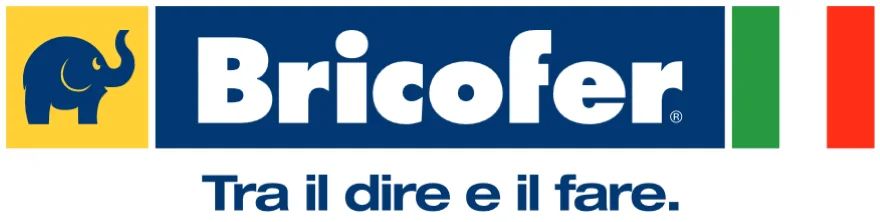 Bricofer®
Tra il dire e il fare.